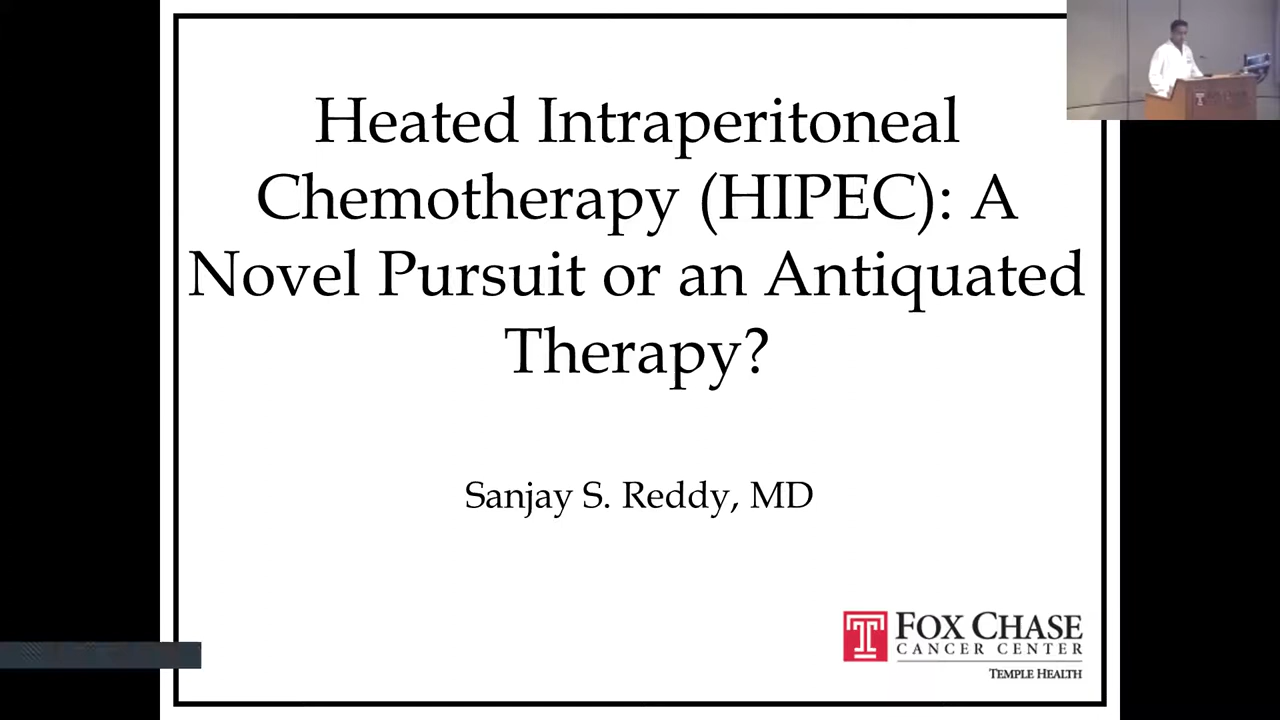 Heated Intraperitoneal
Chemotherapy (HIPEC): A
Novel Pursuit or an Antiquated
Therapy?
Sanjay S. Reddy, MD
FOX CHASE
CANCER CENTER
TEMPLE HEALTH